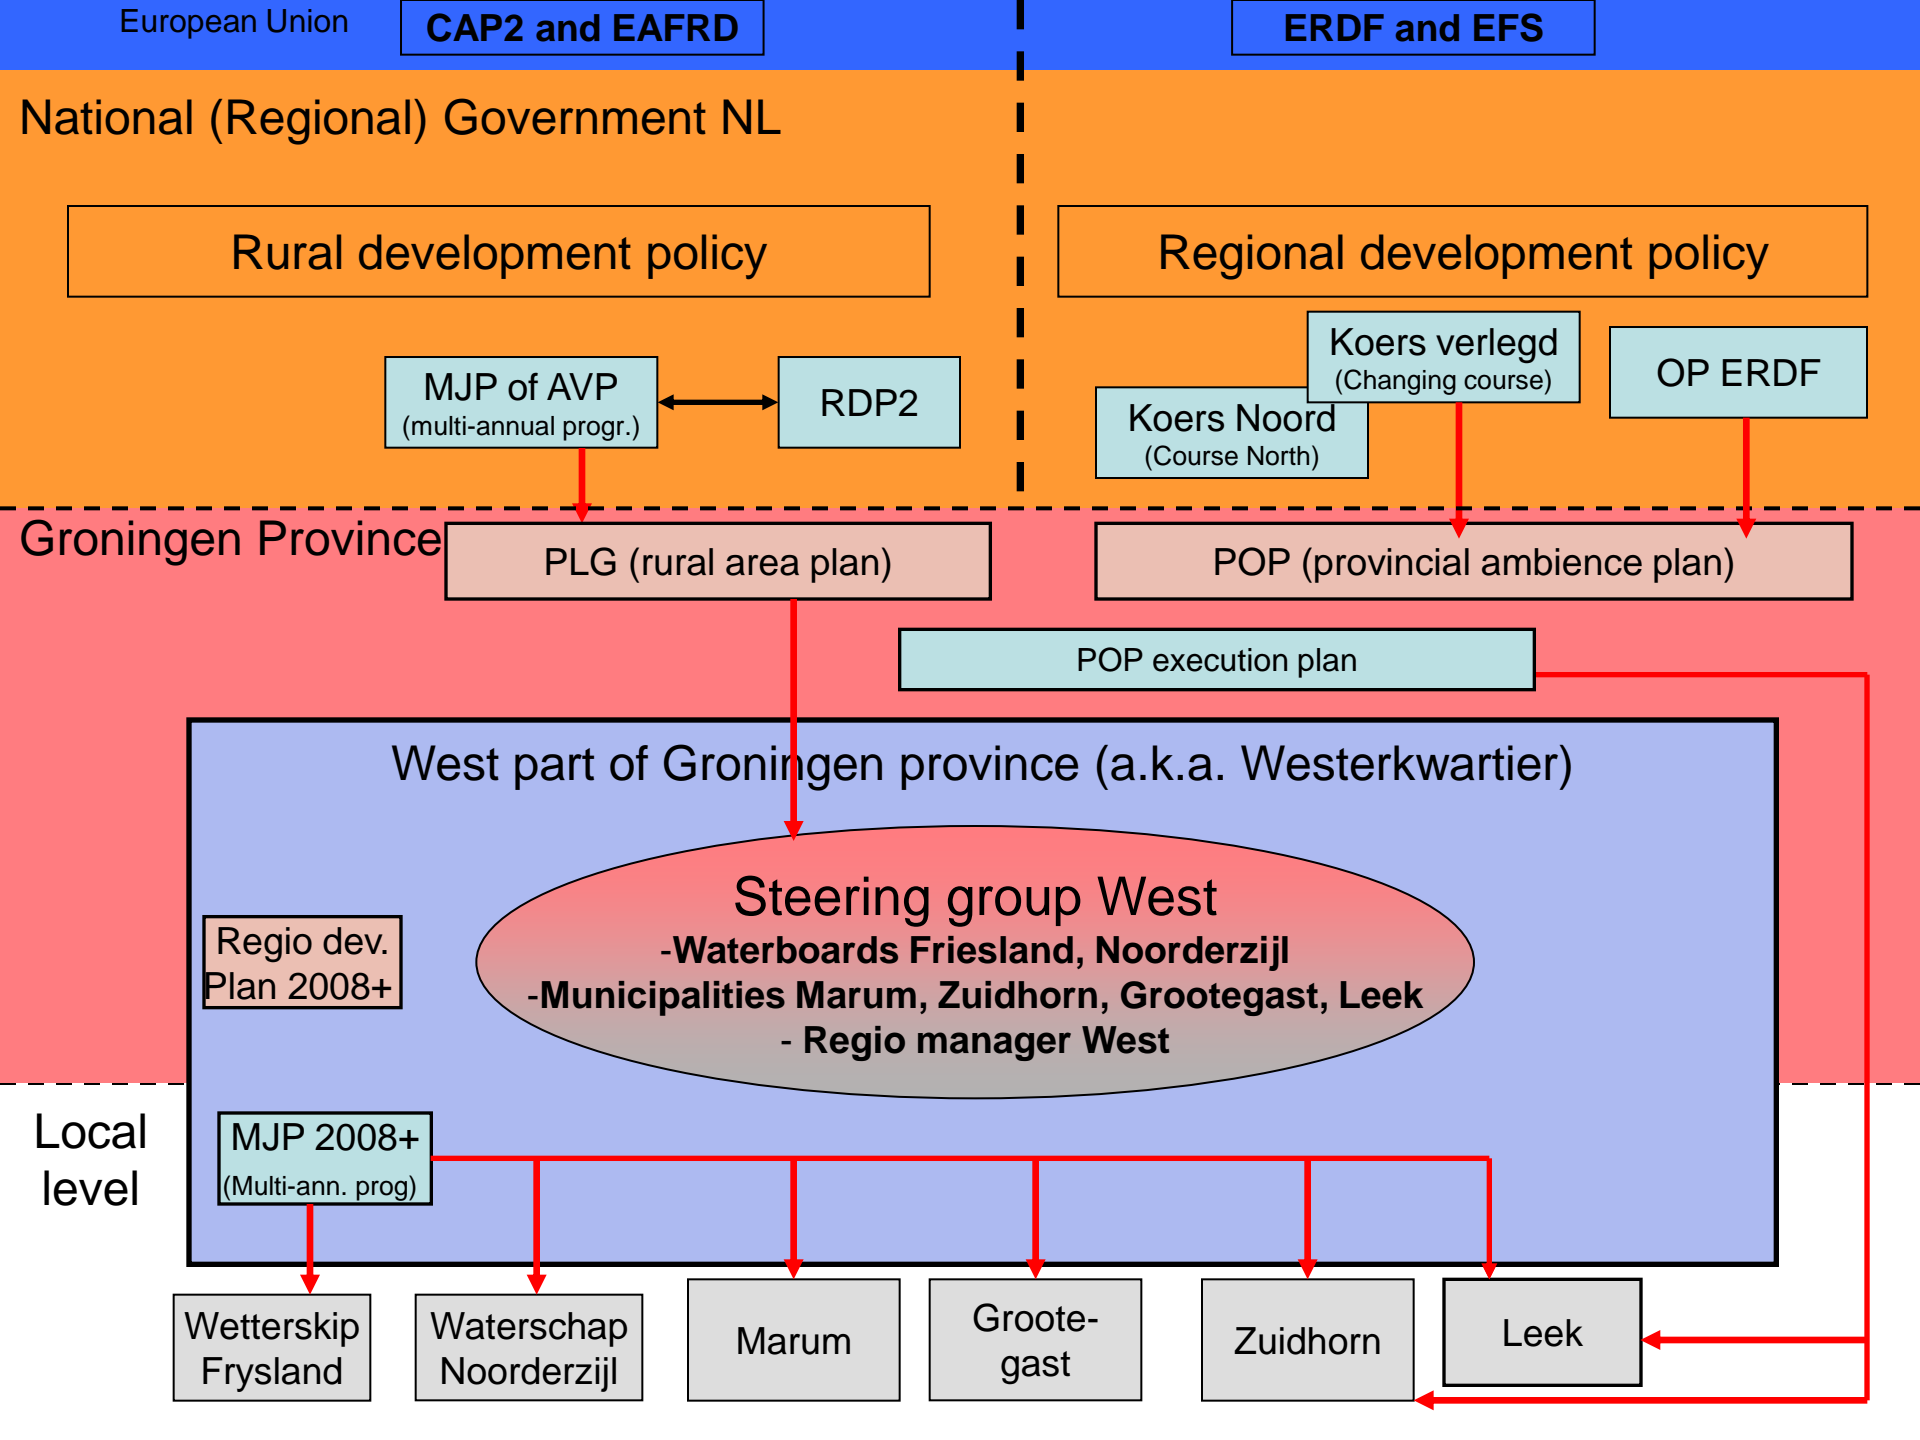 European Union
CAP2 and EAFRD
ERDF and EFS
National (Regional) Government NL
Rural development policy
Regional development policy
MJP of AVP
(multi-annual progr.)
RDP2
Koers verlegd
(Changing course)
Koers Noord
(Course North)
OP ERDF
Groningen Province
PLG (rural area plan)
POP (provincial ambience plan)
POP execution plan
West part of Groningen province (a.k.a. Westerkwartier)
Steering group West
-Waterboards Friesland, Noorderzijl
-Municipalities Marum, Zuidhorn, Grootegast, Leek
- Regio manager West
Regio dev.
Plan 2008+
Local
level
MJP 2008+
(Multi-ann. prog)
Wetterskip
Frysland
Waterschap
Noorderzijl
Marum
Groote-
gast
Zuidhorn
Leek